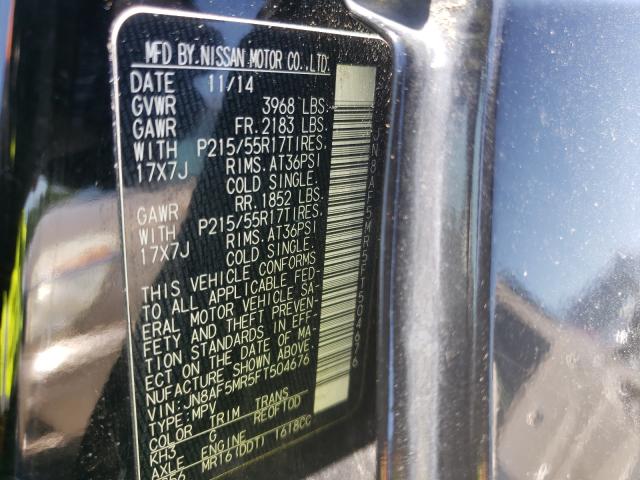 MFD BY.NISSAN MOTOR CO.,LTD.
DATE 11/14
GVWR 3968 LBS.
GAWR FR.2183 LBS.
WITH P215/55R17TIRES.
17X7J RIMS.AT36PSI
COLD SINGLE.
GAWR RR.1852 LBS.
WITH P215/55R17TIRES.
17X7J RIMS.AT36PSI
COLD SINGLE.
THIS VEHICLE CONFORMS
TO ALL APPLICABLE FED-
ERAL MOTOR VEHICLE SA-
FETY AND THEFT PREVEN-
TION STANDARDS IN EFF-
ECT ON THE DATE OF MA-
NUFACTURE SHOWN ABOVE.
VIN:JN8AF5MR5FT504676
TYPE:MPV
COLOR TRIM TRANS
KH3 G RE0F10D
AXLE ENGINE
MR16(DDT) 1618CC
JN8AF5MR5FT504676